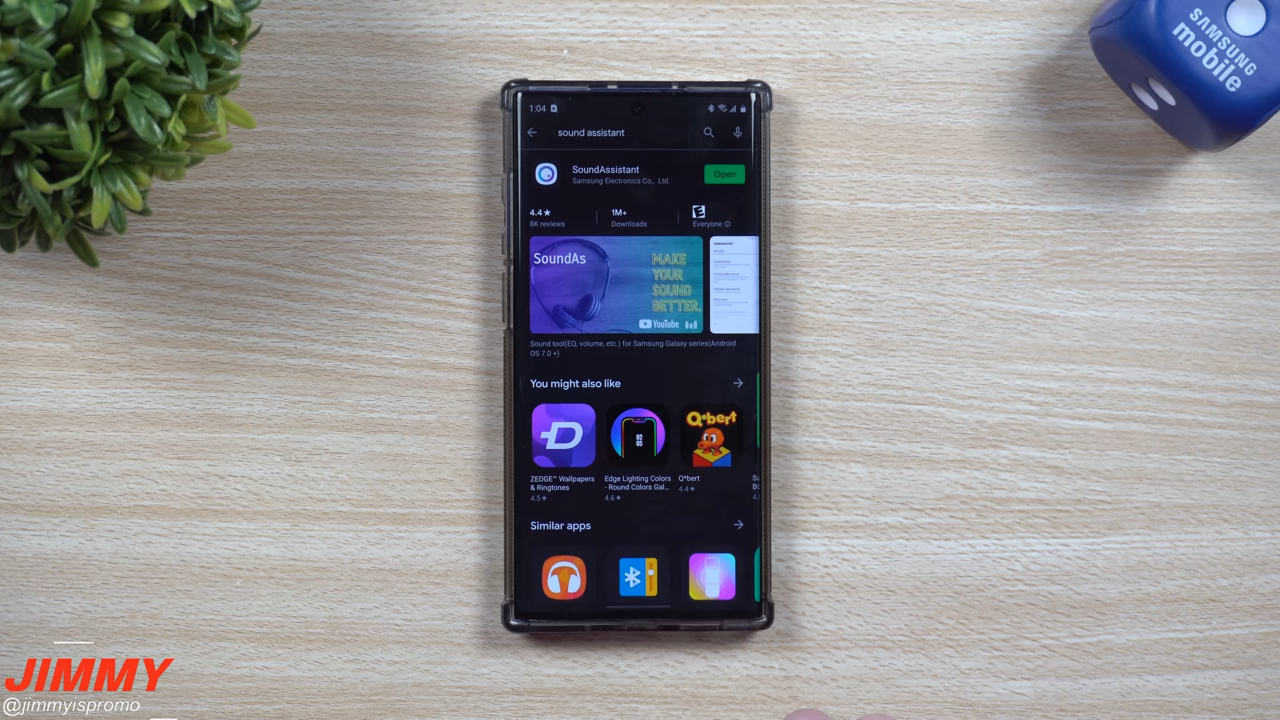 SAMSUNG
mobile
1:04
sound assistant
SoundAssistant
Samsung Electronics Co., Ltd.
Open
4.4★
1M+
E
8K reviews
Downloads
Everyone
SoundAs
MAKE
YOUR
SOUND
BETTER.
YouTube
Sound tool(EQ, volume, etc.) for Samsung Galaxy series(Android
OS 7.0 +)
You might also like
Q*bert
02
05
ZEDGE™ Wallpapers
& Ringtones
4.5★
Edge Lighting Colors
- Round Colors Gal...
4.6★
Q*bert
4.4★
Similar apps
JIMMY
@jimmyispromo